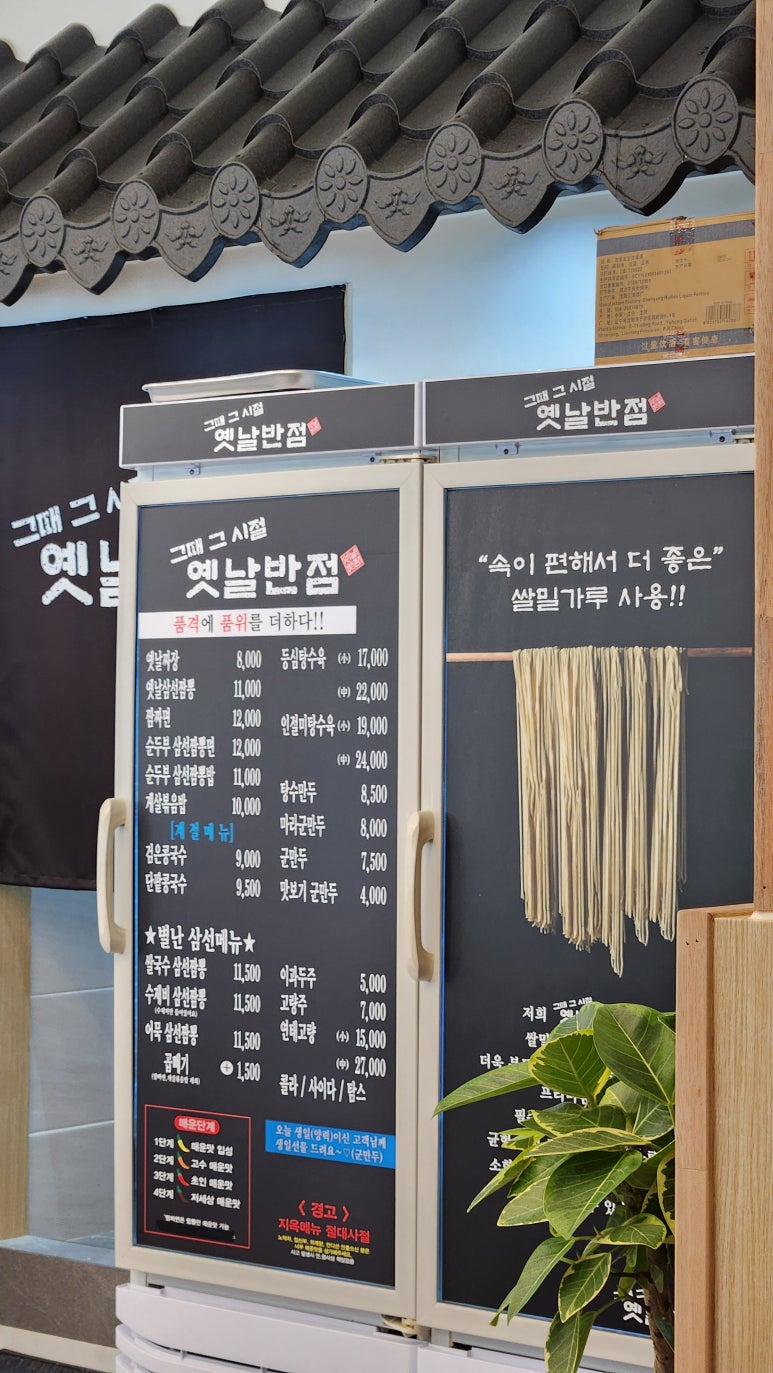 그때 그 시절
옛날반점
그때 그 시절
옛날반점
그때 그
옛
그때 그 시절
옛날반점
품격에 품위를 더하다!!
옛날짜장 8,000
옛날삼선짬뽕 11,000
짬짜면 12,000
순두부 삼선짬뽕면 12,000
순두부 삼선짬뽕밥 11,000
게살볶음밥 10,000
[계절메뉴]
검은콩국수 9,000
단팥콩국수 9,500
등심탕수육 (小) 17,000
(中) 22,000
인절미탕수육 (小) 19,000
(中) 24,000
탕수만두 8,500
마라군만두 8,000
군만두 7,500
맛보기 군만두 4,000
★별난 삼선메뉴★
쌀국수 삼선짬뽕 11,500
수제비 삼선짬뽕 11,500
어묵 삼선짬뽕 11,500
곱빼기 + 1,500
이과두주 5,000
고량주 7,000
연태고량 (小) 15,000
(中) 27,000
콜라 / 사이다 / 탐스
매운단계
1단계 매운맛 입성
2단계 고수 매운맛
3단계 초인 매운맛
4단계 저세상 매운맛
오늘 생일(양력)이신 고객님께
생일선물 드려요~♡(군만두)
< 경고 >
지옥메뉴 절대사절
“속이 편해서 더 좋은”
쌀밀가루 사용!!
저희 그때 그 시절
쌀밀
더욱